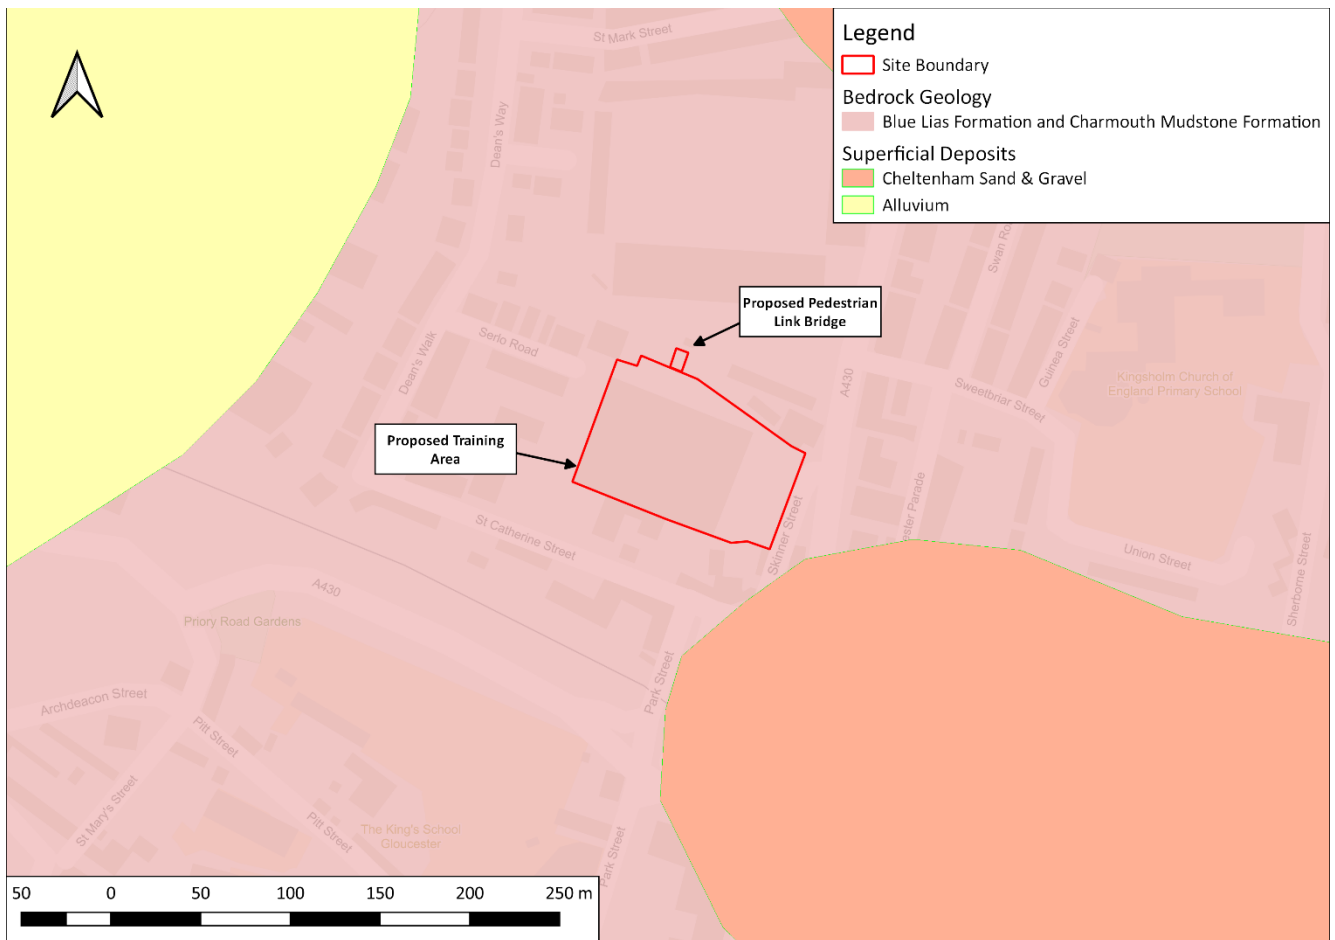 St Mark Street
Legend
Site Boundary
Bedrock Geology
Blue Lias Formation and Charmouth Mudstone Formation
Superficial Deposits
Cheltenham Sand & Gravel
Alluvium
Dean's Way
Swan Ro
Proposed Pedestrian
Link Bridge
Serlo Road
Dean's Walk
Guinea Street
A430
Sweetbriar Street
Kingsholm Church of
England Primary School
Proposed Training
Area
St Catherine Street
Skinner Street
ester Parade
Union Street
Sherborne Street
A430
Priory Road Gardens
Park Street
Archdeacon Street
Pitt Street
St Mary's Street
Pitt Street
The King's School
Gloucester
Park Street
50 0 50 100 150 200 250 m